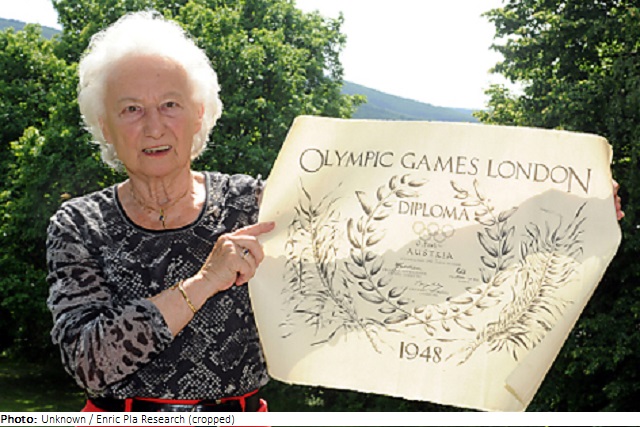 OLYMPIC GAMES LONDON
DIPLOMA
AUSTRIA
1948
Photo: Unknown / Enric Pla Research (cropped)